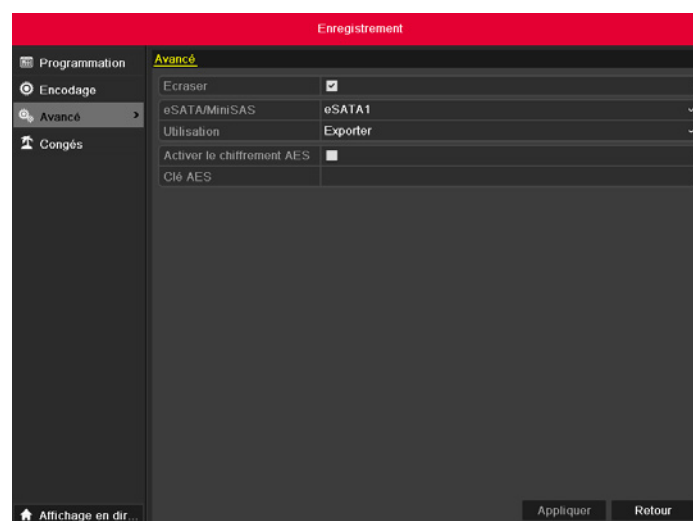 Enregistrement
Programmation
Encodage
Avancé
Congés
Affichage en dir...
Avancé
Ecraser
eSATA/MiniSAS eSATA1
Utilisation Exporter
Activer le chiffrement AES
Clé AES
Appliquer Retour